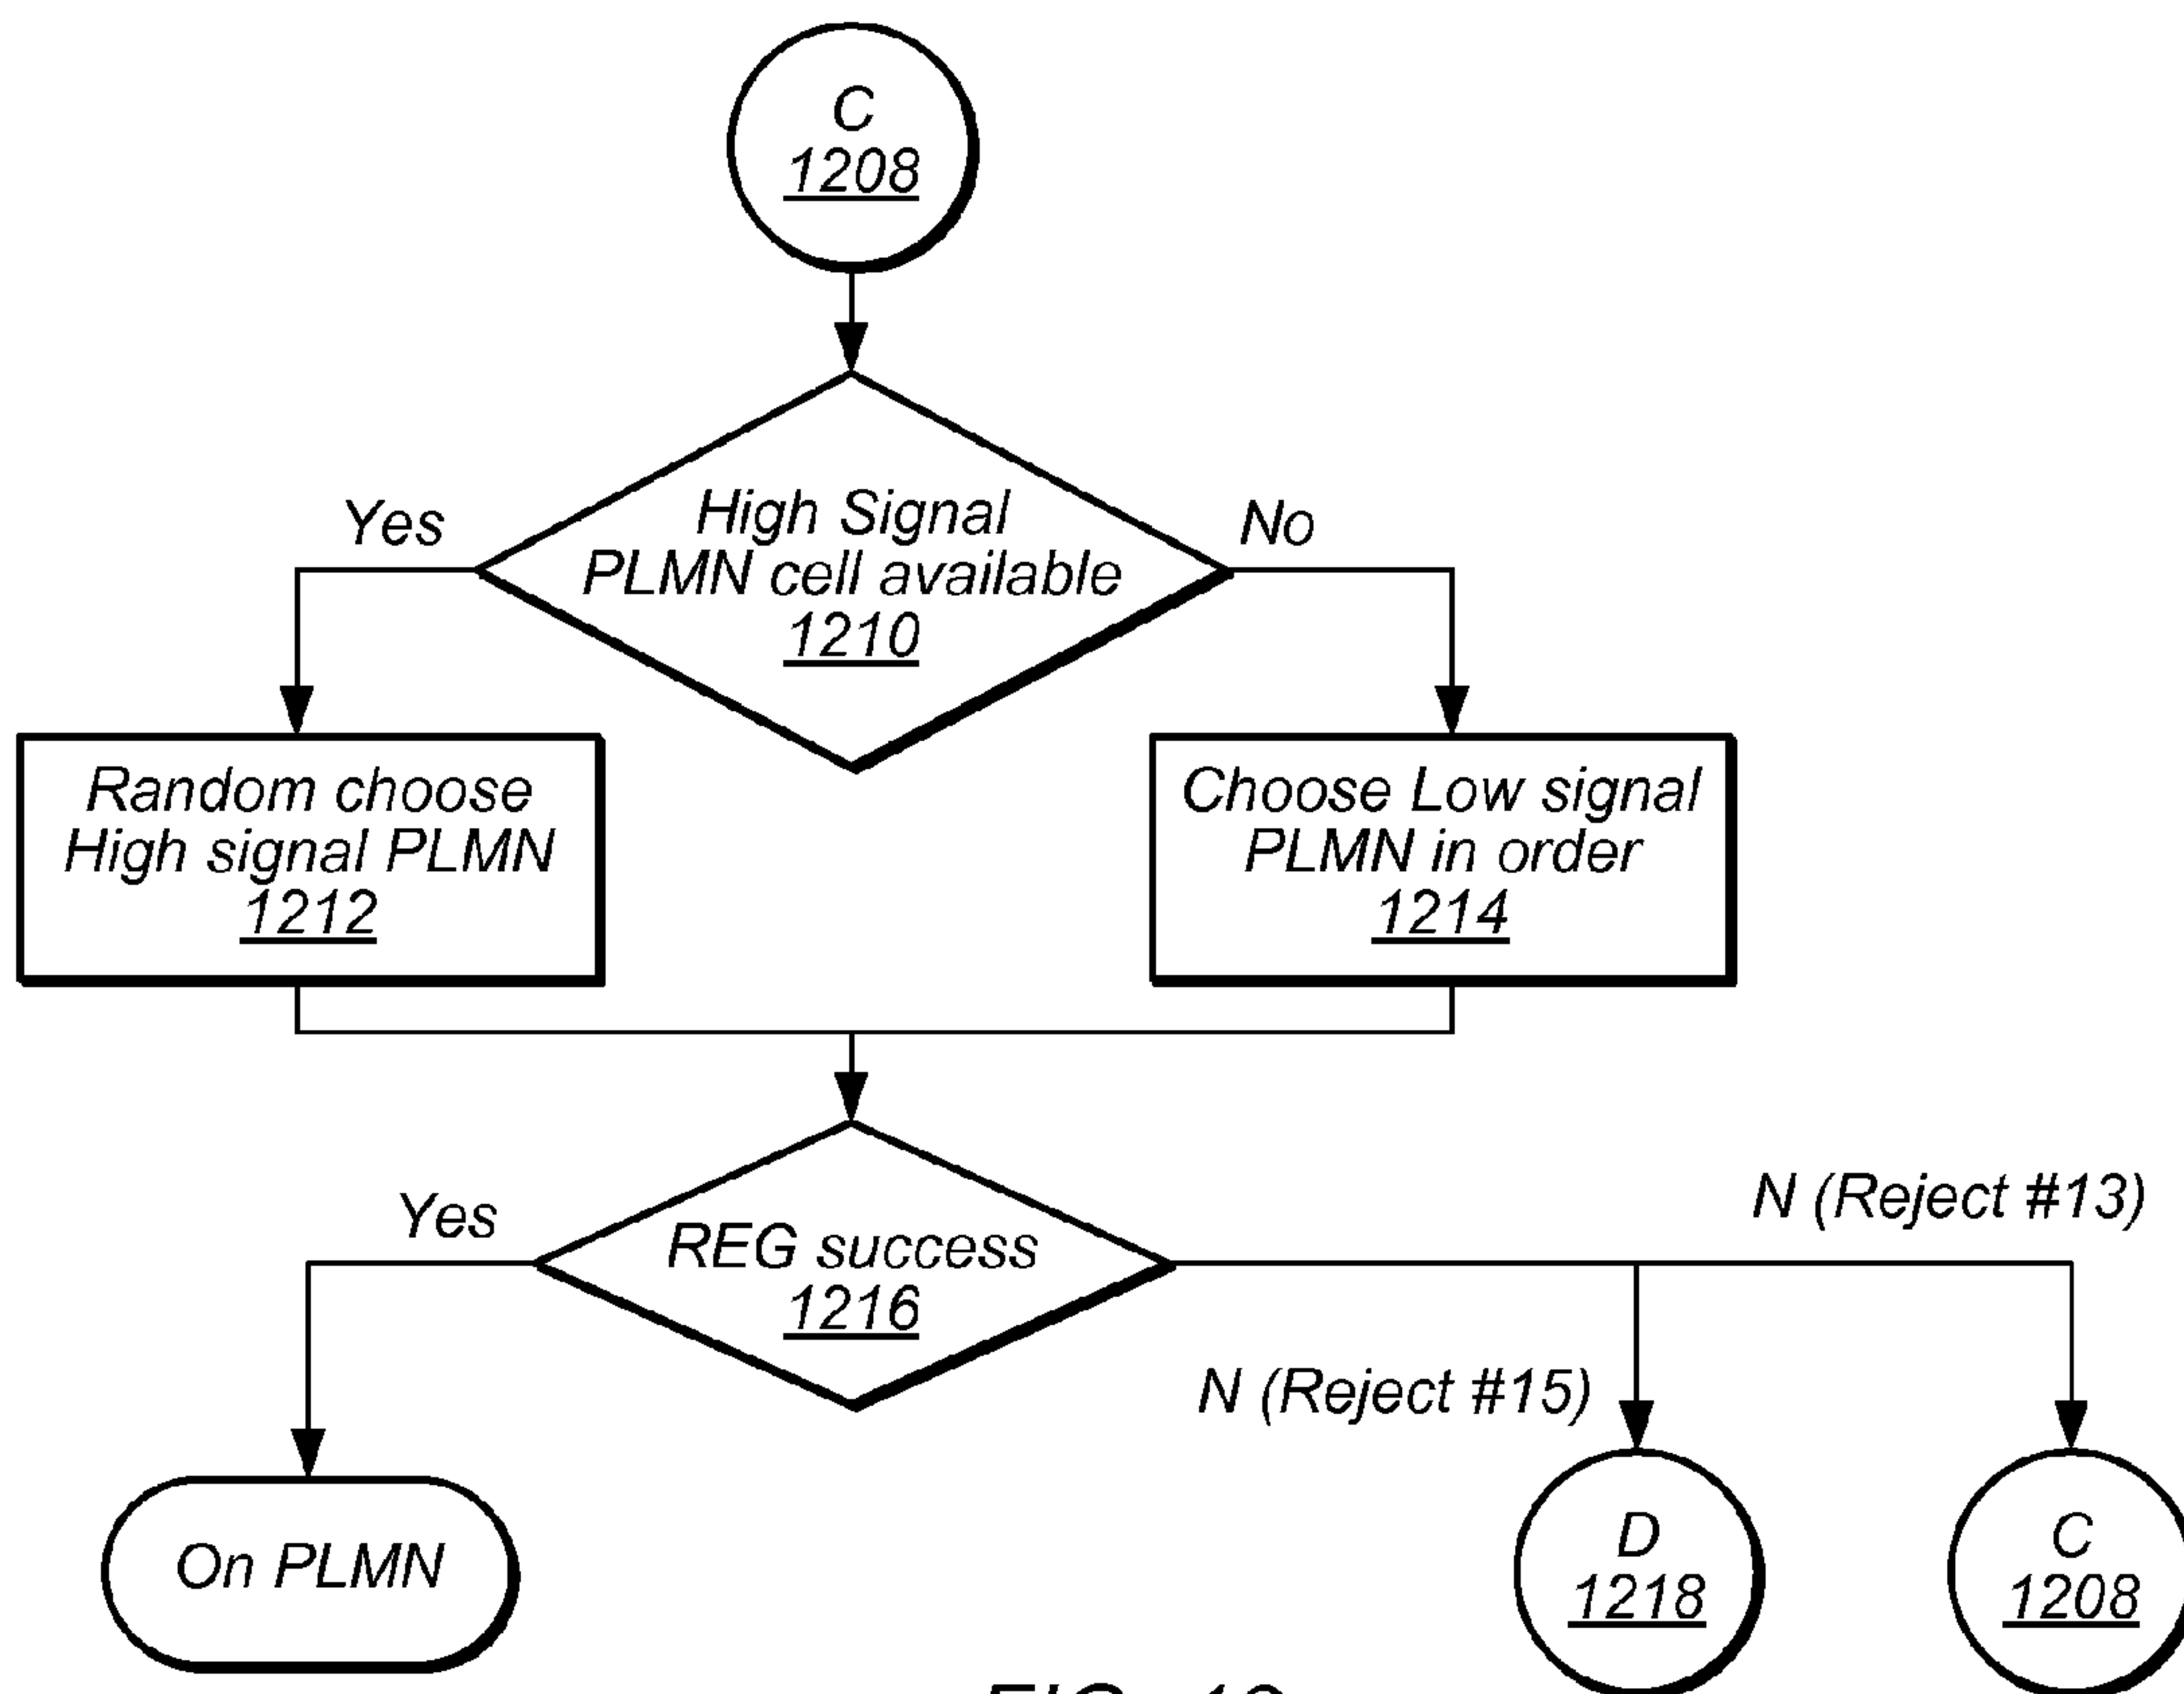 C
1208
Yes
High Signal
PLMN cell available
1210
No
Random choose
High signal PLMN
1212
Choose Low signal
PLMN in order
1214
Yes
REG success
1216
N (Reject #13)
N (Reject #15)
On PLMN
D
1218
C
1208